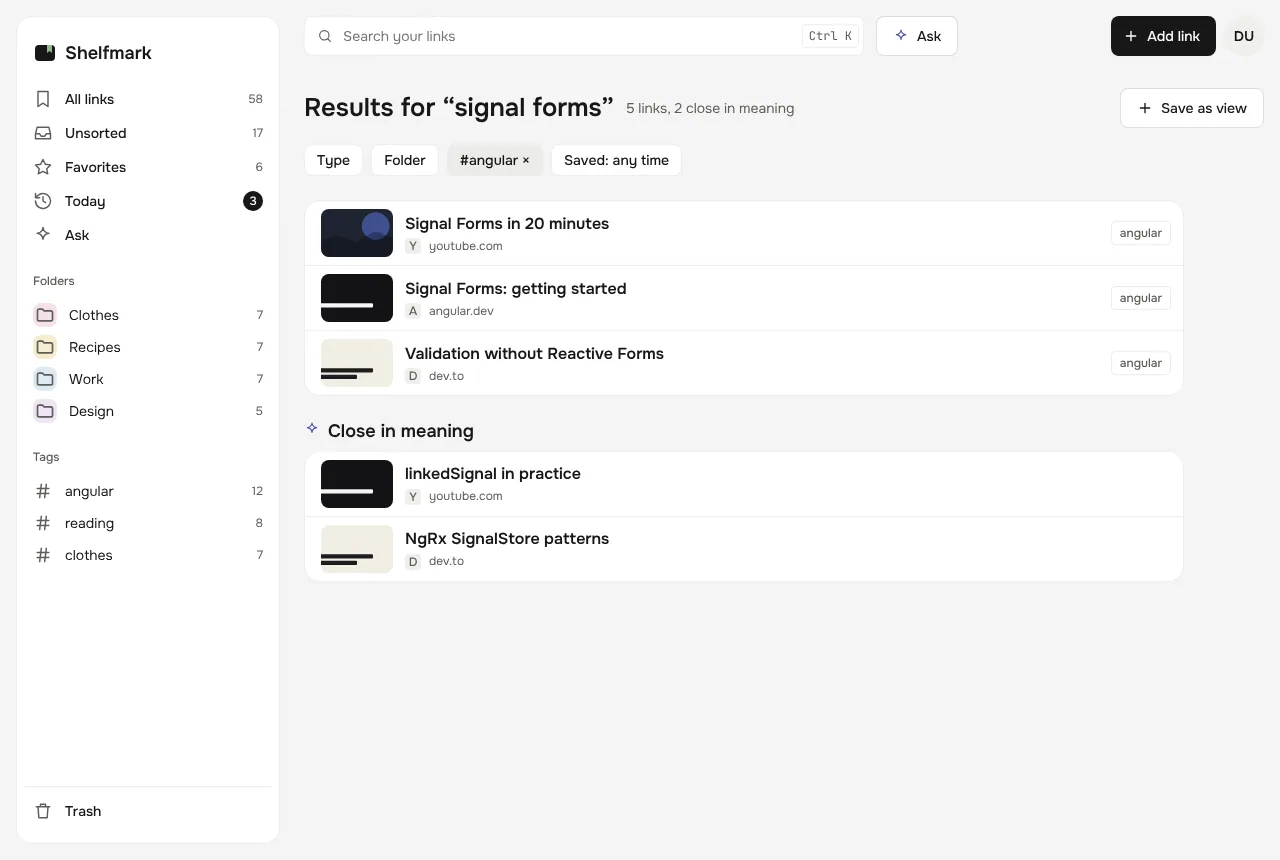 Shelfmark
All links 58
Unsorted 17
Favorites 6
Today 3
Ask
Folders
Clothes 7
Recipes 7
Work 7
Design 5
Tags
angular 12
reading 8
clothes 7
Trash
Search your links Ctrl K
Ask
+ Add link
DU
Results for “signal forms” 5 links, 2 close in meaning
+ Save as view
Type Folder #angular × Saved: any time
Signal Forms in 20 minutes
Y youtube.com
angular
Signal Forms: getting started
A angular.dev
angular
Validation without Reactive Forms
D dev.to
angular
Close in meaning
linkedSignal in practice
Y youtube.com
NgRx SignalStore patterns
D dev.to